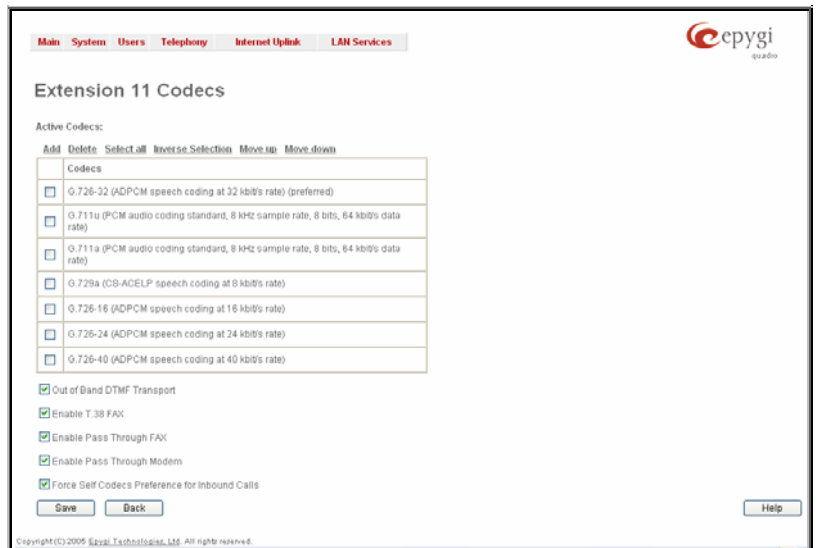 Main System Users Telephony Internet Uplink LAN Services
epygi
quadro
Extension 11 Codecs
Active Codecs:
Add Delete Select all Inverse Selection Move up Move down
Codecs
G.726-32 (ADPCM speech coding at 32 kbit/s rate) (preferred)
G.711u (PCM audio coding standard, 8 kHz sample rate, 8 bits, 64 kbit/s data
rate)
G.711a (PCM audio coding standard, 8 kHz sample rate, 8 bits, 64 kbit/s data
rate)
G.729a (CS-ACELP speech coding at 8 kbit/s rate)
G.726-16 (ADPCM speech coding at 16 kbit/s rate)
G.726-24 (ADPCM speech coding at 24 kbit/s rate)
G.726-40 (ADPCM speech coding at 40 kbit/s rate)
Out of Band DTMF Transport
Enable T.38 FAX
Enable Pass Through FAX
Enable Pass Through Modem
Force Self Codecs Preference for Inbound Calls
Save Back Help
Copyright (C) 2005 Epygi Technologies, Ltd. All rights reserved.